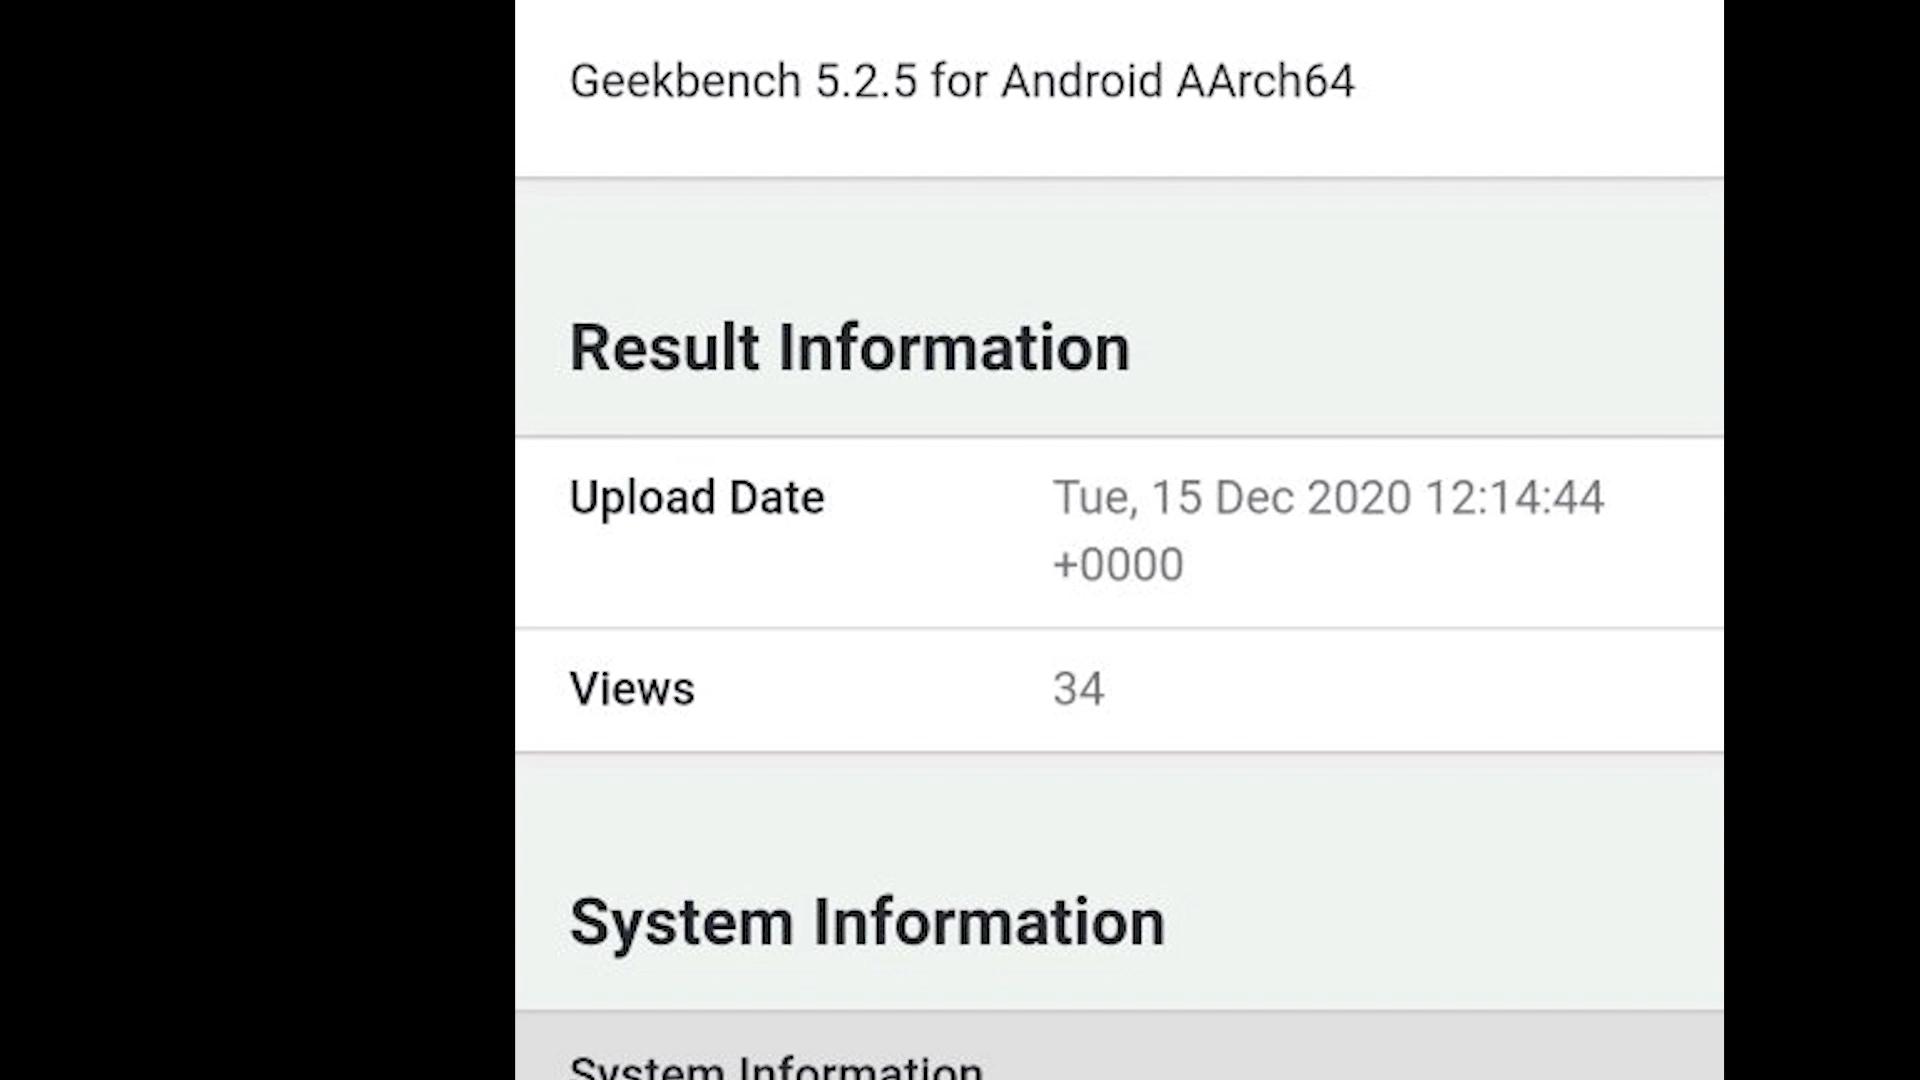 Geekbench 5.2.5 for Android AArch64
Result Information
Upload Date
Tue, 15 Dec 2020 12:14:44
+0000
Views
34
System Information
System Information